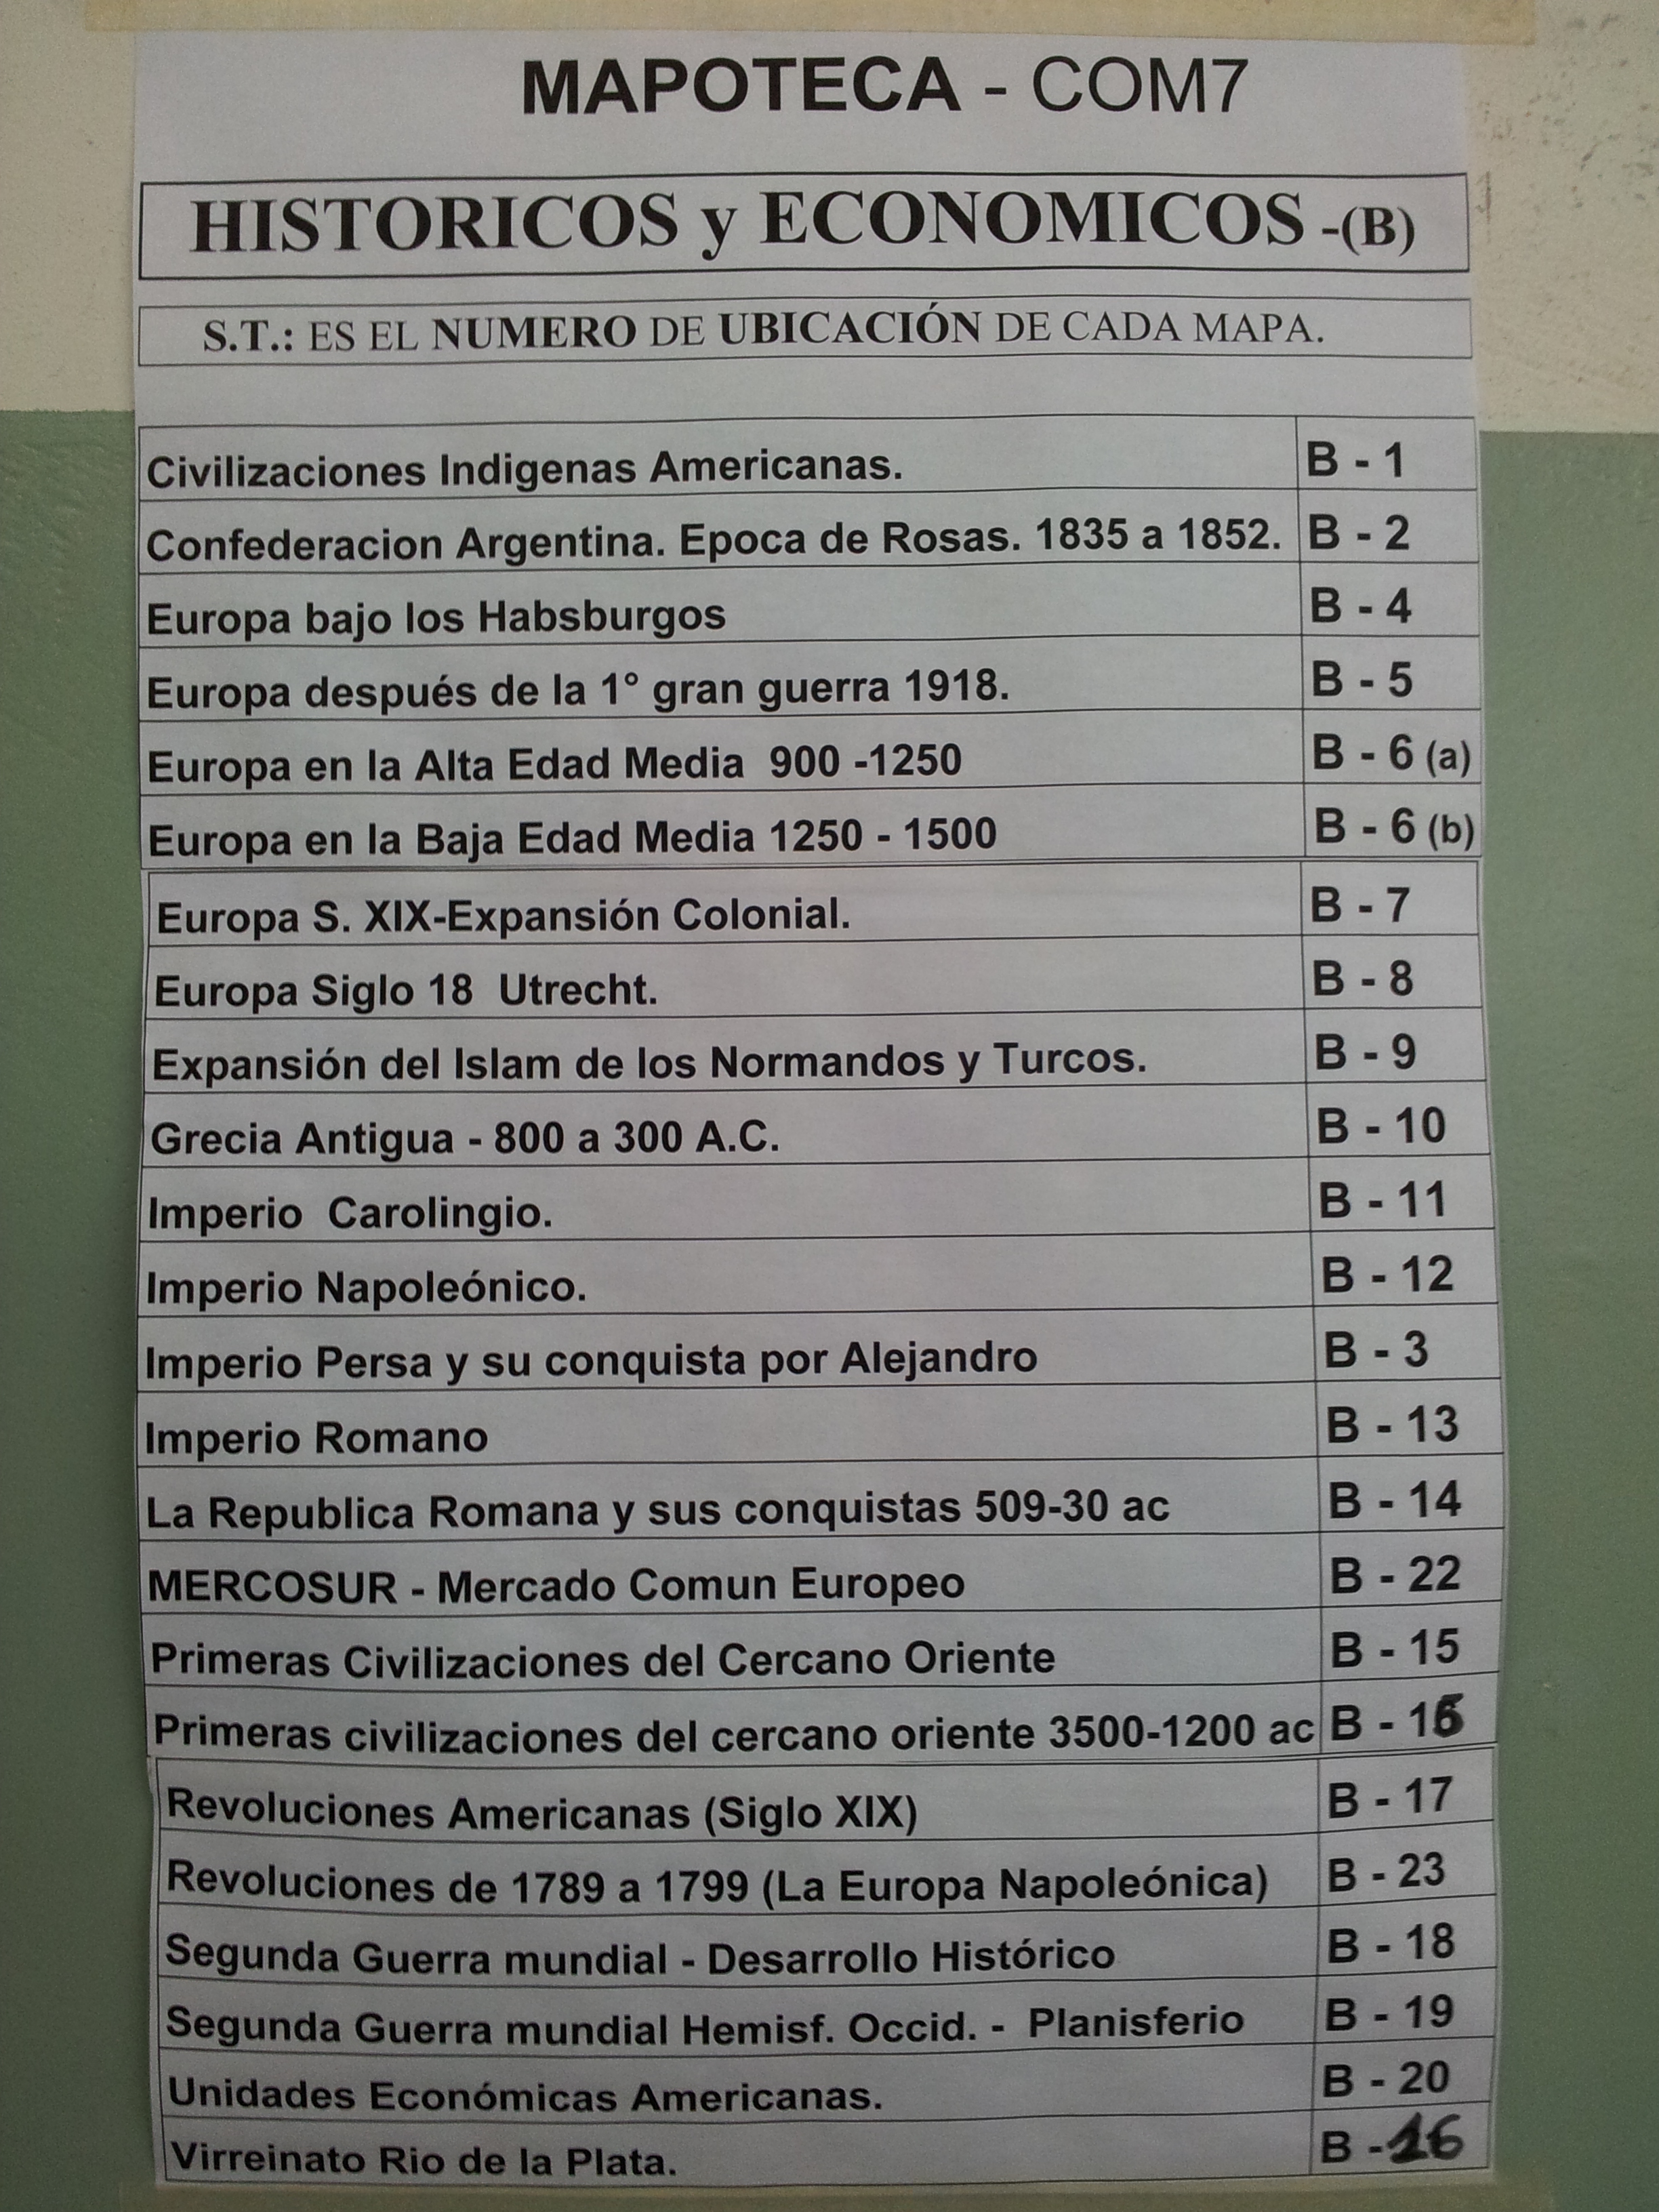 MAPOTECA - COM7
HISTORICOS y ECONOMICOS -(B)
S.T.: ES EL NUMERO DE UBICACIÓN DE CADA MAPA.
Civilizaciones Indigenas Americanas. B - 1
Confederacion Argentina. Epoca de Rosas. 1835 a 1852. B - 2
Europa bajo los Habsburgos B - 4
Europa después de la 1° gran guerra 1918. B - 5
Europa en la Alta Edad Media 900 -1250 B - 6 (a)
Europa en la Baja Edad Media 1250 - 1500 B - 6 (b)
Europa S. XIX-Expansión Colonial. B - 7
Europa Siglo 18 Utrecht. B - 8
Expansión del Islam de los Normandos y Turcos. B - 9
Grecia Antigua - 800 a 300 A.C. B - 10
Imperio Carolingio. B - 11
Imperio Napoleónico. B - 12
Imperio Persa y su conquista por Alejandro B - 3
Imperio Romano B - 13
La Republica Romana y sus conquistas 509-30 ac B - 14
MERCOSUR - Mercado Comun Europeo B - 22
Primeras Civilizaciones del Cercano Oriente B - 15
Primeras civilizaciones del cercano oriente 3500-1200 ac B -
Revoluciones Americanas (Siglo XIX) B - 17
Revoluciones de 1789 a 1799 (La Europa Napoleónica) B - 23
Segunda Guerra mundial - Desarrollo Histórico B - 18
Segunda Guerra mundial Hemisf. Occid. - Planisferio B - 19
Unidades Económicas Americanas. B - 20
Virreinato Rio de la Plata. B -16